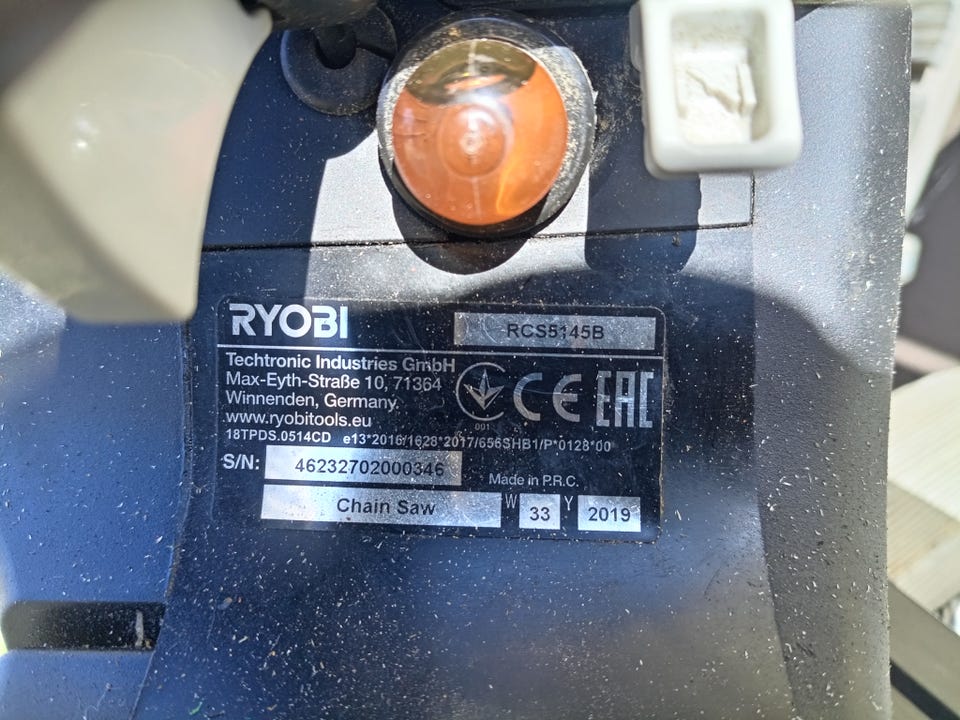 RYOBI RCS5145B
Techtronic Industries GmbH
Max-Eyth-Straße 10, 71364
Winnenden, Germany.
www.ryobitools.eu
001
CE EAC
18TPDS.0514CD e13*2016/1628*2017/656SHB1/P*0128*00
S/N: 46232702000346 Made in P.R.C.
Chain Saw W 33 Y 2019